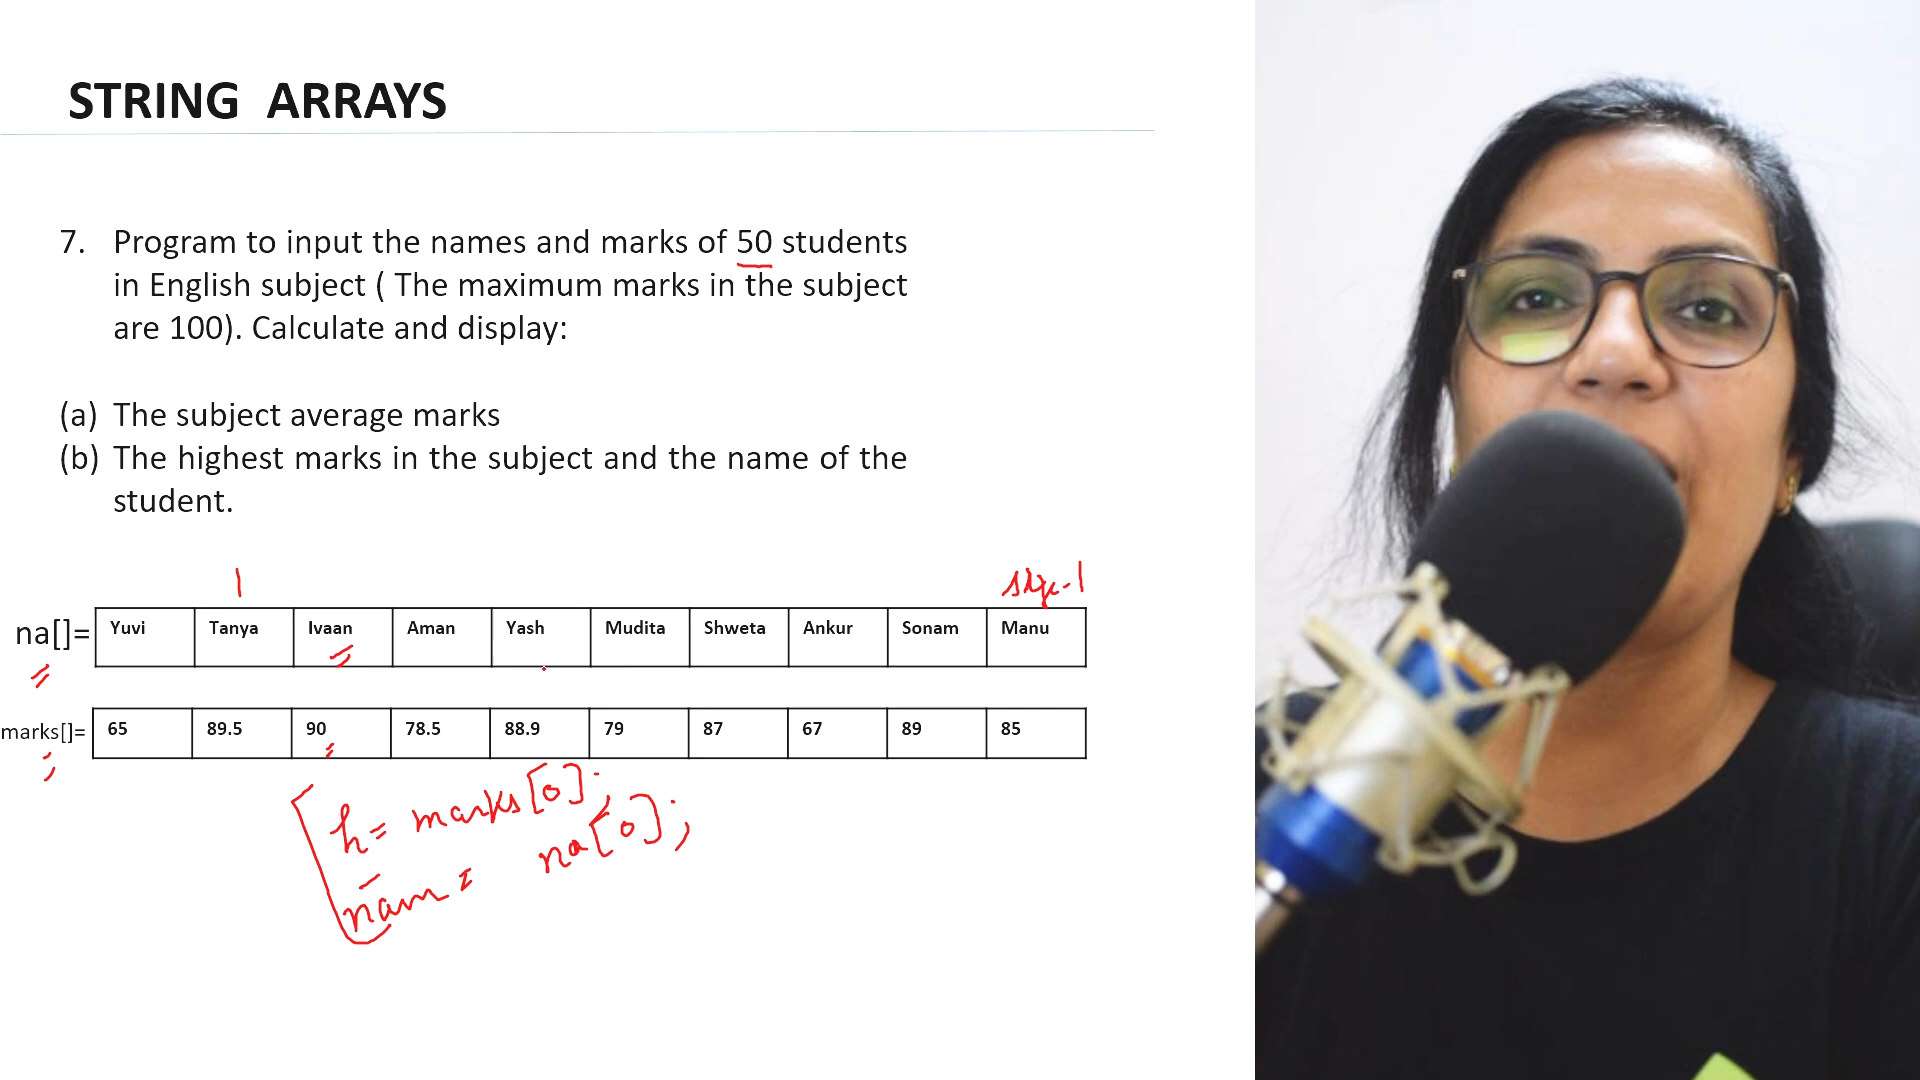 STRING ARRAYS
7. Program to input the names and marks of 50 students
in English subject ( The maximum marks in the subject
are 100). Calculate and display:
(a) The subject average marks
(b) The highest marks in the subject and the name of the
student.
1 size-1
na[]= Yuvi Tanya Ivaan Aman Yash Mudita Shweta Ankur Sonam Manu
marks[]= 65 89.5 90 78.5 88.9 79 87 67 89 85
h= marks[0];
nam= na[0];